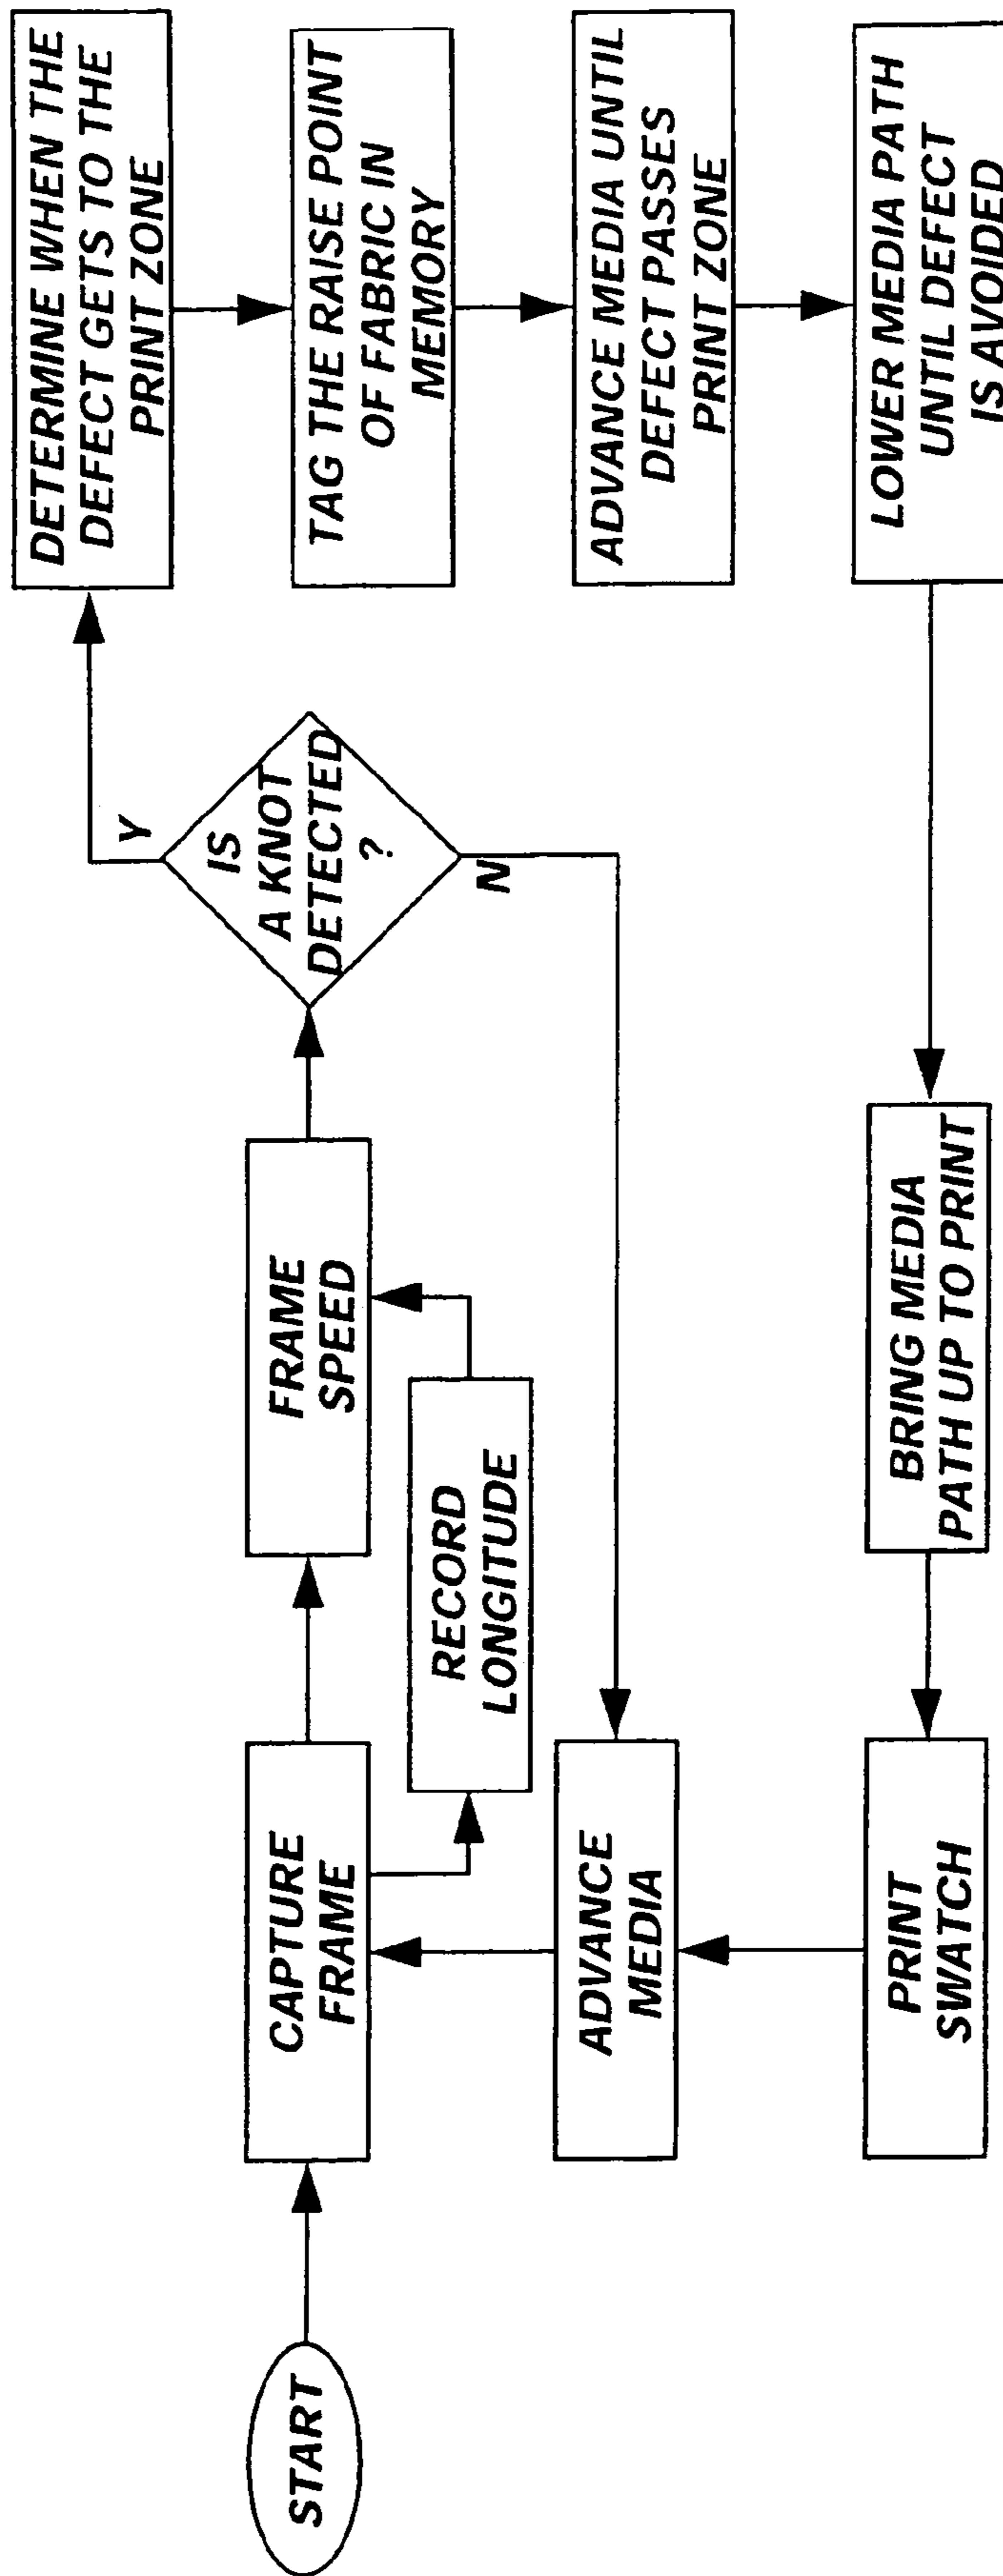 START
CAPTURE
FRAME
RECORD
LONGITUDE
FRAME
SPEED
IS
A KNOT
DETECTED
?
Y
N
DETERMINE WHEN THE
DEFECT GETS TO THE
PRINT ZONE
TAG THE RAISE POINT
OF FABRIC IN
MEMORY
ADVANCE MEDIA UNTIL
DEFECT PASSES
PRINT ZONE
LOWER MEDIA PATH
UNTIL DEFECT
IS AVOIDED
BRING MEDIA
PATH UP TO PRINT
PRINT
SWATCH
ADVANCE
MEDIA